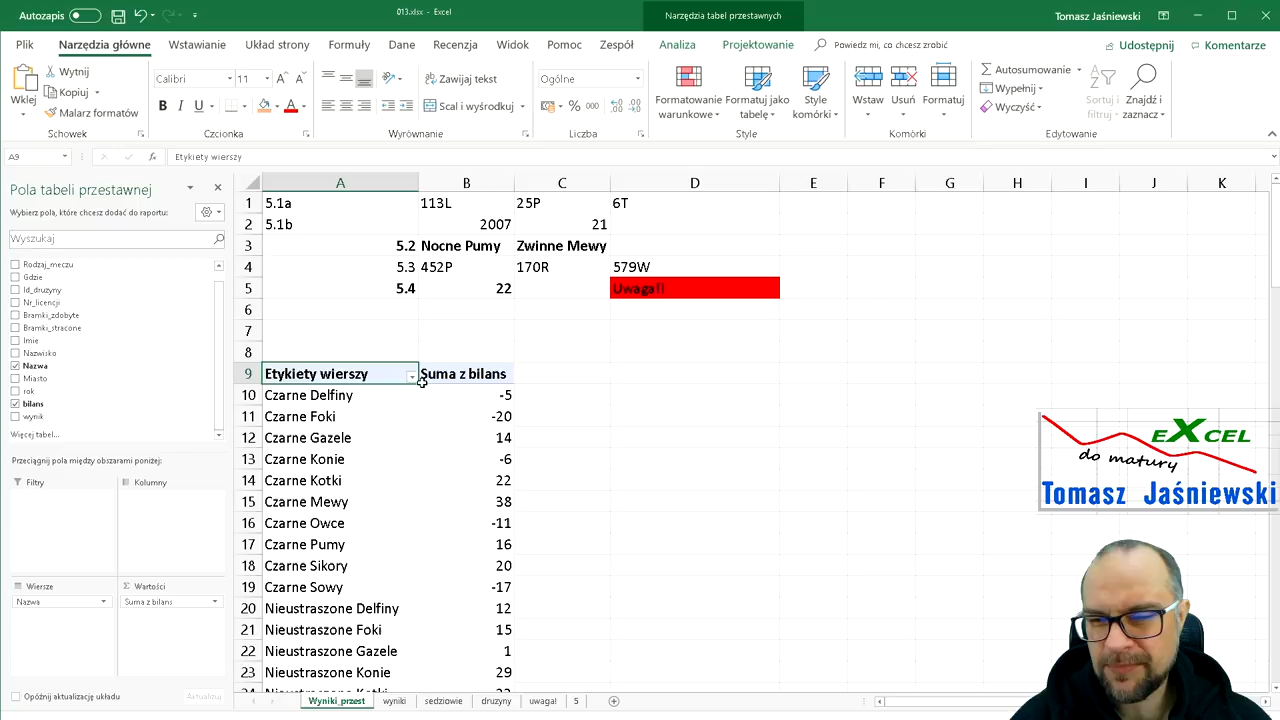 Autozapis
013.xlsx - Excel
Narzędzia tabel przestawnych
Tomasz Jaśniewski
Plik Narzędzia główne Wstawianie Układ strony Formuły Dane Recenzja Widok Pomoc Zespół Analiza Projektowanie Powiedz mi, co chcesz zrobić Udostępnij Komentarze
Wklej
Wytnij
Kopiuj
Malarz formatów
Schowek
Calibri 11
B I U A
Czcionka
Zawijaj tekst
Scal i wyśrodkuj
Wyrównanie
Ogólne
% 000
Liczba
Formatowanie warunkowe
Formatuj jako tabelę
Style komórki
Style
Wstaw Usuń Formatuj
Komórki
Autosumowanie
Wypełnij
Wyczyść
Sortuj i filtruj
Znajdź i zaznacz
Edytowanie
A9 fx Etykiety wierszy
Pola tabeli przestawnej
Wybierz pola, które chcesz dodać do raportu:
Wyszukaj
Rodzaj_meczu
Gdzie
Id_druzyny
Nr_licencji
Bramki_zdobyte
Bramki_stracone
Imie
Nazwisko
Nazwa
Miasto
rok
bilans
wynik
Więcej tabel...
Przeciągnij pola między obszarami poniżej:
Filtry Kolumny
Wiersze Wartości
Nazwa Suma z bilans
Opóźnij aktualizację układu Aktualizuj
A B C D E F G H I J K
1 5.1a 113L 25P 6T
2 5.1b 2007 21
3 5.2 Nocne Pumy Zwinne Mewy
4 5.3 452P 170R 579W
5 5.4 22 Uwaga!!
6
7
8
9 Etykiety wierszy Suma z bilans
10 Czarne Delfiny -5
11 Czarne Foki -20
12 Czarne Gazele 14
13 Czarne Konie -6
14 Czarne Kotki 22
15 Czarne Mewy 38
16 Czarne Owce -11
17 Czarne Pumy 16
18 Czarne Sikory 20
19 Czarne Sowy -17
20 Nieustraszone Delfiny 12
21 Nieustraszone Foki 15
22 Nieustraszone Gazele 1
23 Nieustraszone Konie 29
Wyniki_przest wyniki sedziowie druzyny uwaga! 5
EXCEL
do matury
Tomasz Jaśniewski